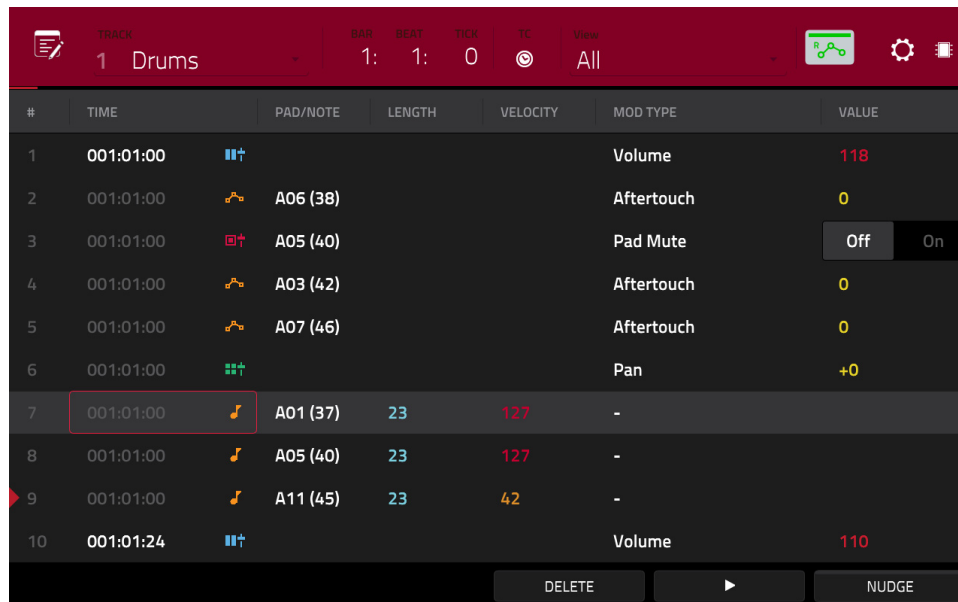 TRACK BAR BEAT TICK TC View
1 Drums 1: 1: 0 All R
# TIME PAD/NOTE LENGTH VELOCITY MOD TYPE VALUE
1 001:01:00 Volume 118
2 001:01:00 A06 (38) Aftertouch 0
3 001:01:00 A05 (40) Pad Mute Off On
4 001:01:00 A03 (42) Aftertouch 0
5 001:01:00 A07 (46) Aftertouch 0
6 001:01:00 Pan +0
7 001:01:00 A01 (37) 23 127 -
8 001:01:00 A05 (40) 23 127 -
9 001:01:00 A11 (45) 23 42 -
10 001:01:24 Volume 110
DELETE NUDGE